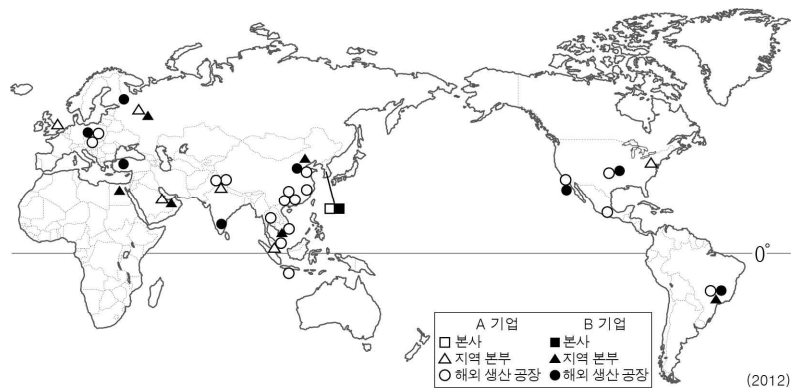 0°
A 기업 B 기업
□ 본사 ■ 본사
△ 지역 본부 ▲ 지역 본부
○ 해외 생산 공장 ● 해외 생산 공장
(2012)